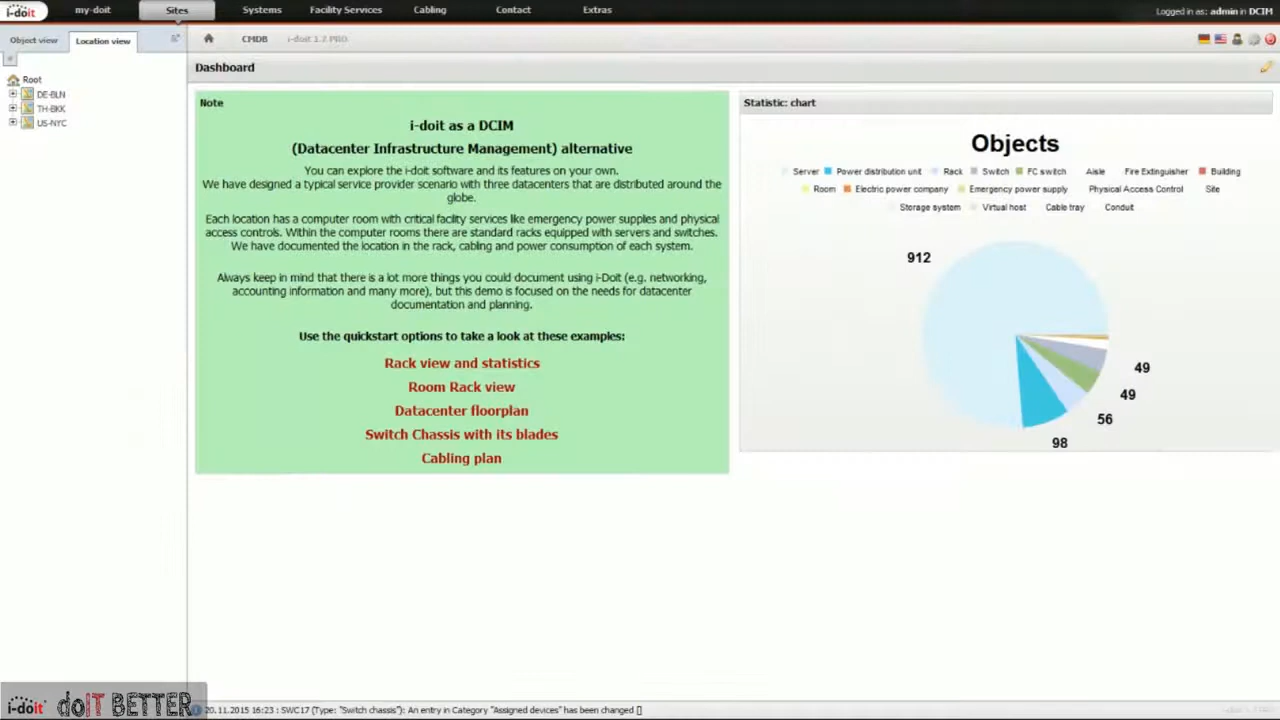 i-doit
my-doit Sites Systems Facility Services Cabling Contact Extras
Logged in as: admin in DCIM
Object view Location view
CMDB i-doit 1.7 PRO
Root
DE-BLN
TH-BKK
US-NYC
Dashboard
Note
i-doit as a DCIM
(Datacenter Infrastructure Management) alternative
You can explore the i-doit software and its features on your own.
We have designed a typical service provider scenario with three datacenters that are distributed around the
globe.
Each location has a computer room with critical facility services like emergency power supples and physical
access controls. Within the computer rooms there are standard racks equipped with servers and switches.
We have documented the location in the rack, cabling and power consumption of each system.
Always keep in mind that there is a lot more things you could document using i-Doit (e.g. networking,
accounting information and many more), but this demo is focused on the needs for datacenter
documentation and planning.
Use the quickstart options to take a look at these examples:
Rack view and statistics
Room Rack view
Datacenter floorplan
Switch Chassis with its blades
Cabling plan
Statistic: chart
Objects
Server Power distribution unit Rack Switch FC switch Aisle Fire Extinguisher Building
Room Electric power company Emergency power supply Physical Access Control Site
Storage system Virtual host Cable tray Conduit
912
49
49
56
98
i-doit doIT BETTER
20.11.2015 16:23 : SWC17 (Type: "Switch chassis"): An entry in Category "Assigned devices" has been changed []